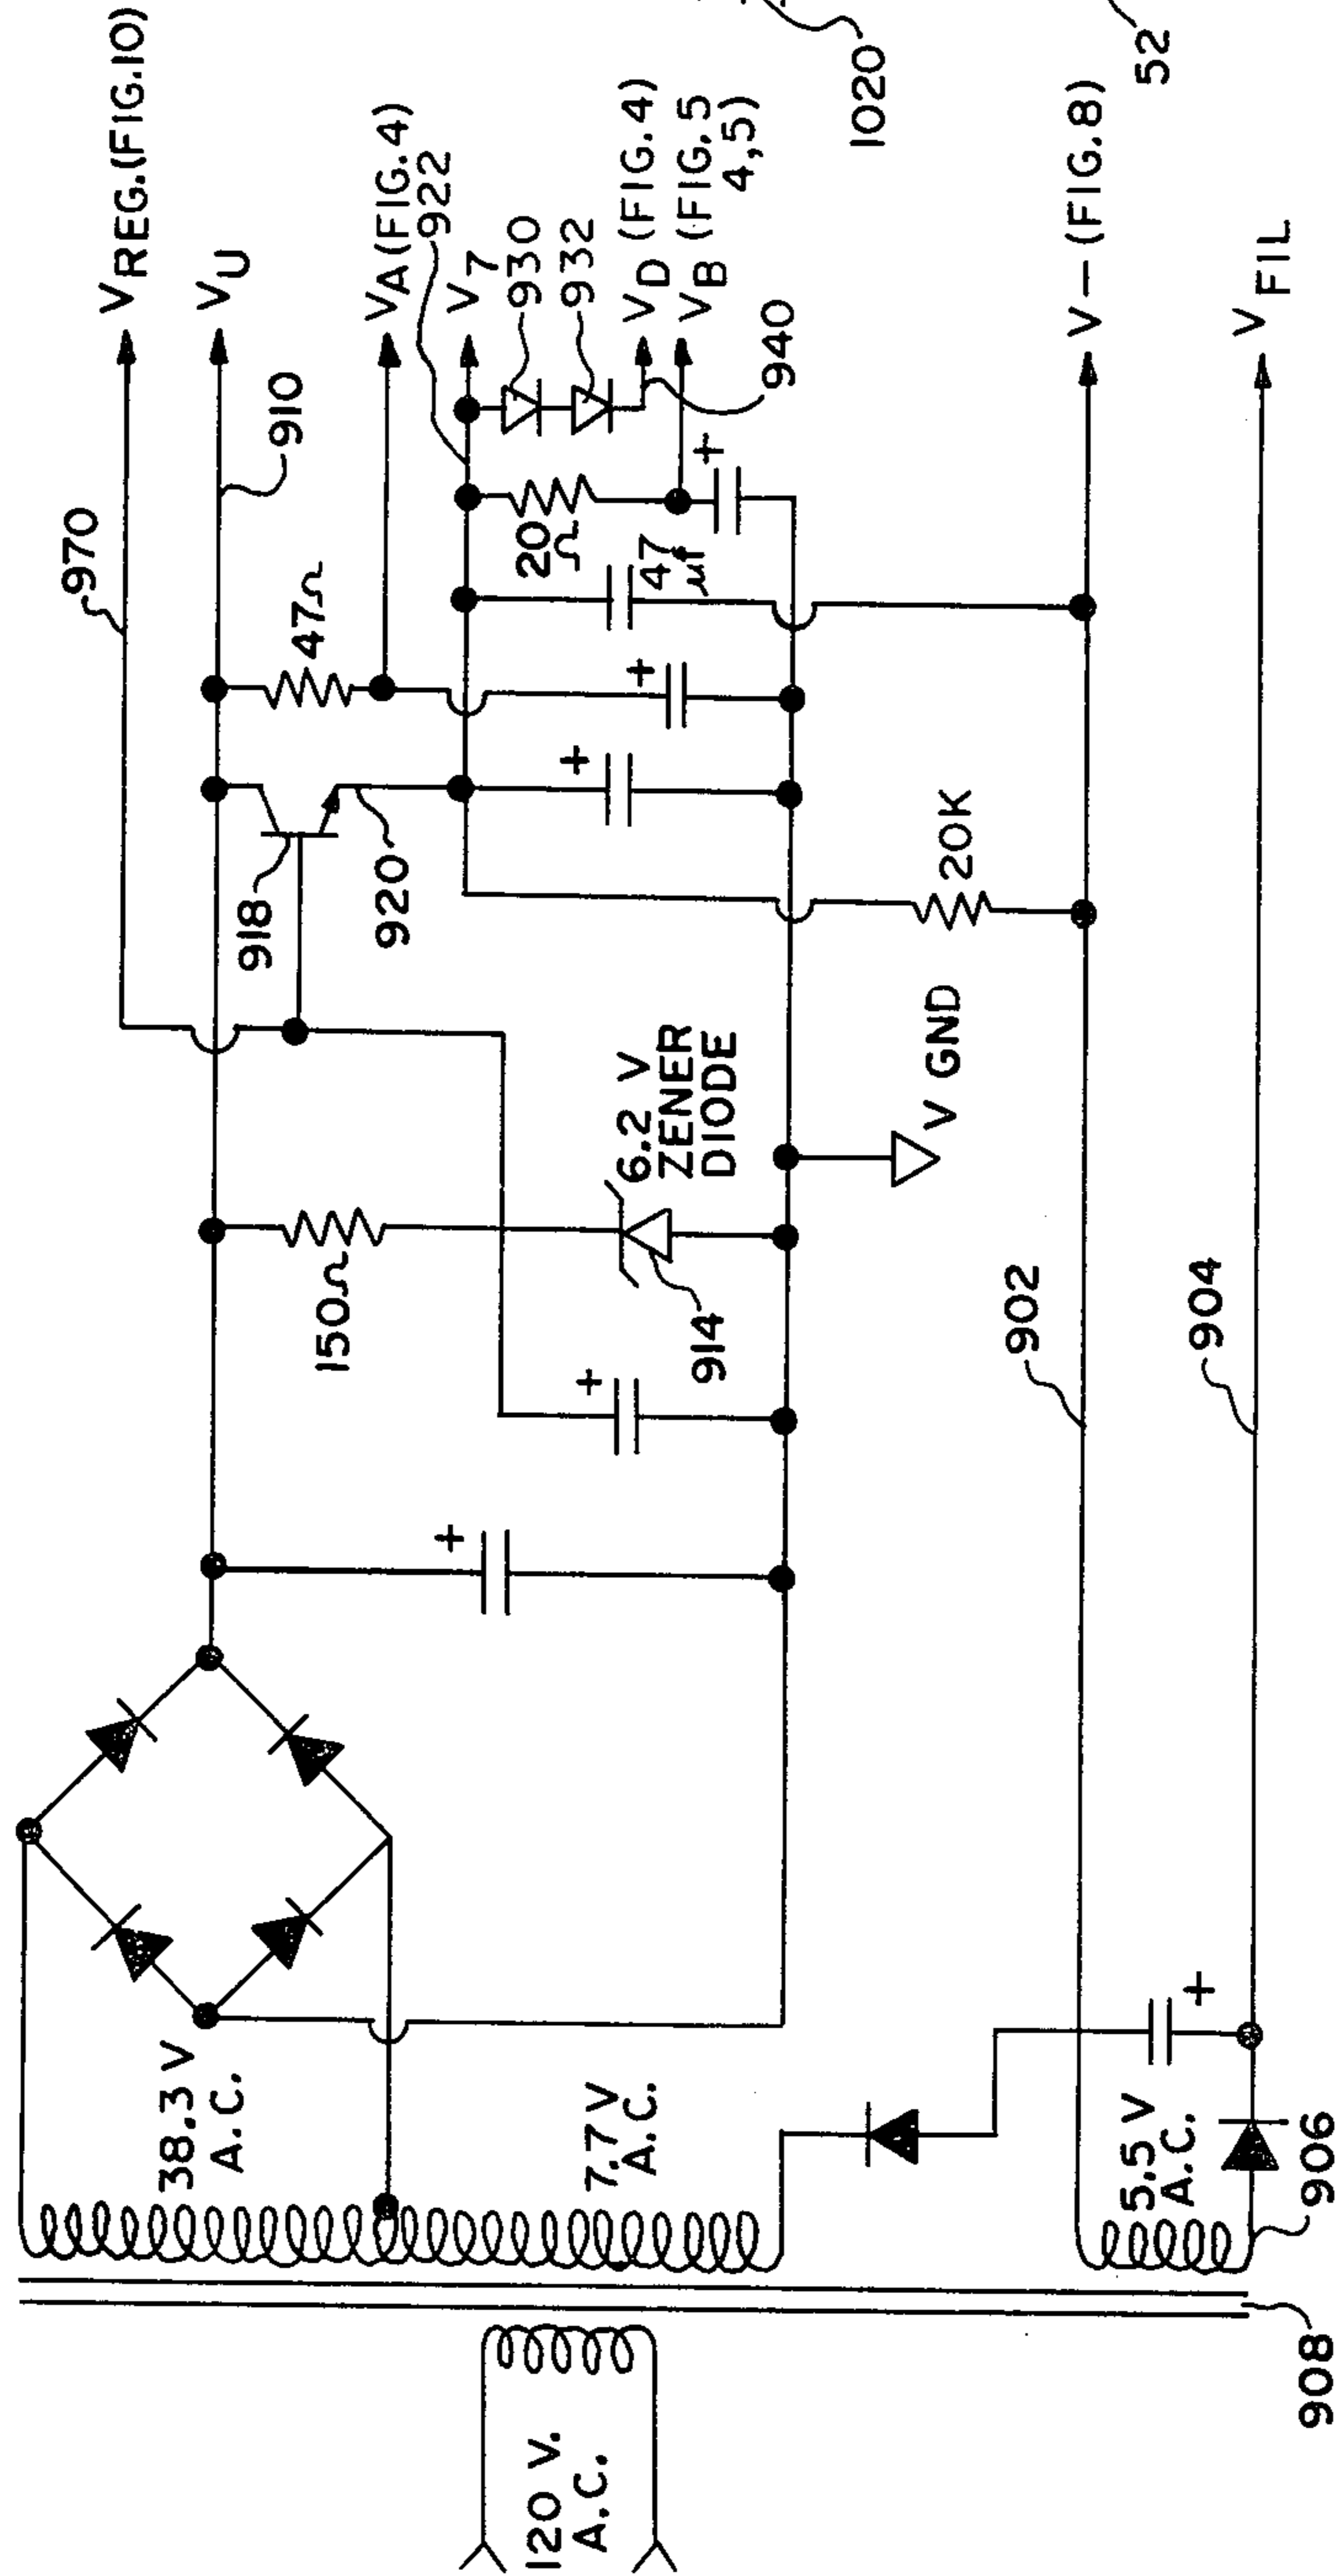 970
VREG.(FIG.10)
VU
910
47Ω
VA (FIG.4)
922
V7
930
932
VD (FIG.4)
VB (FIG.5
4,5)
940
918
920
20
Ω
47
μf
150Ω
6.2 V
ZENER
DIODE
914
V GND
20K
38.3 V
A.C.
7.7 V
A.C.
120 V.
A.C.
5.5 V
A.C.
902
V- (FIG.8)
904
V FIL
906
908
1020
52